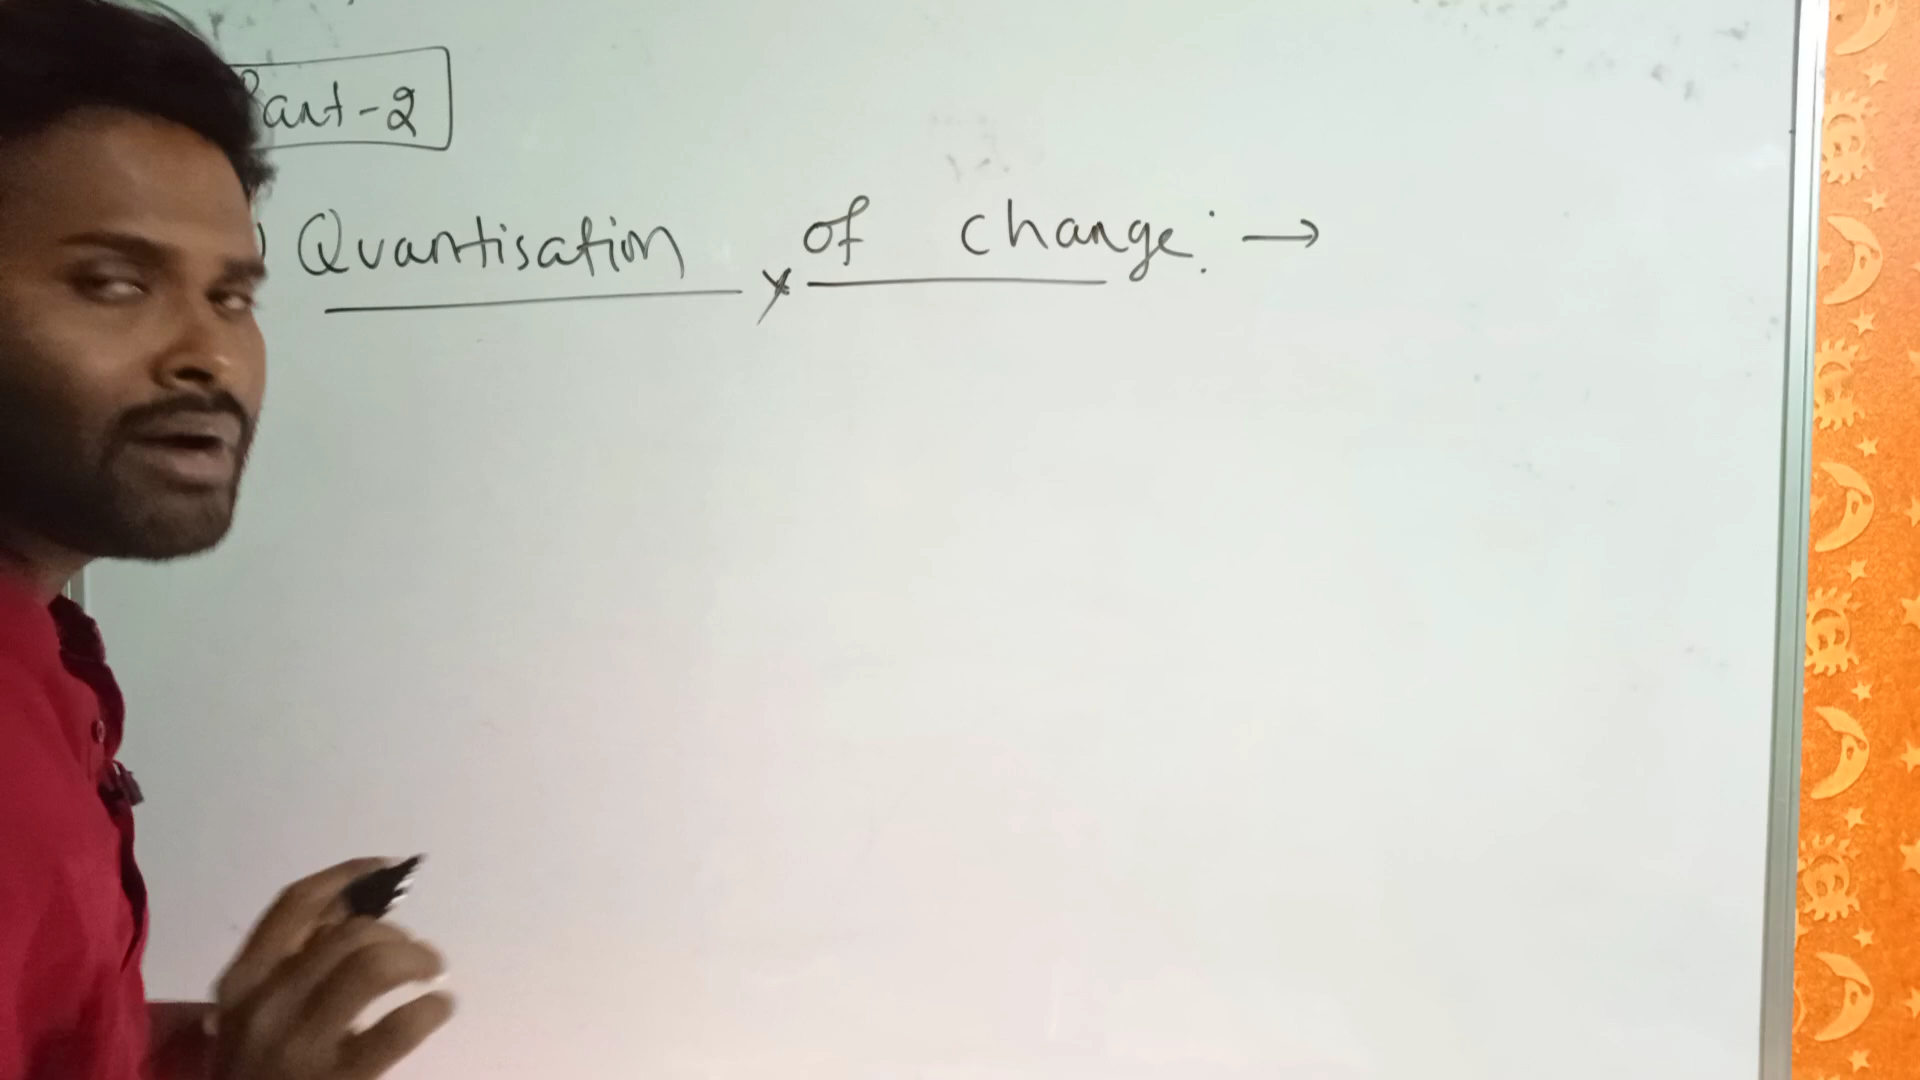 Part-2
) Quantisation of change: →